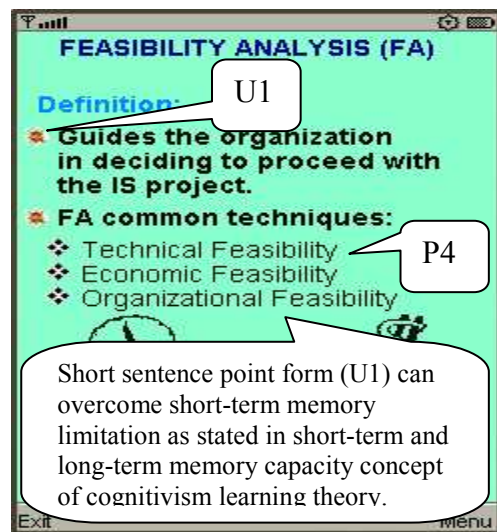 FEASIBILITY ANALYSIS (FA)
Definition:
U1
Guides the organization
in deciding to proceed with
the IS project.
FA common techniques:
Technical Feasibility
P4
Economic Feasibility
Organizational Feasibility
Short sentence point form (U1) can
overcome short-term memory
limitation as stated in short-term and
long-term memory capacity concept
of cognitivism learning theory.
Exit Menu